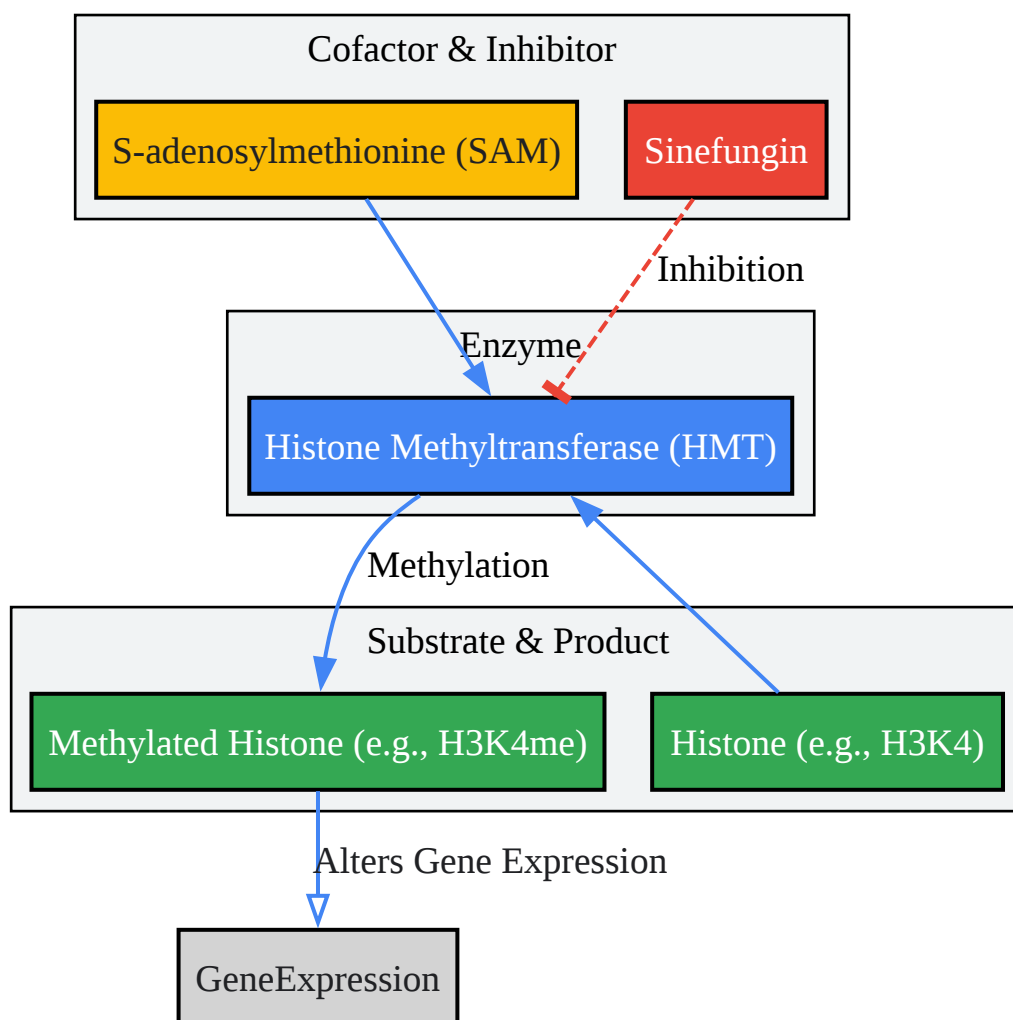 Cofactor & Inhibitor
S-adenosylmethionine (SAM)
Sinefungin
Inhibition
Enzyme
Histone Methyltransferase (HMT)
Methylation
Substrate & Product
Methylated Histone (e.g., H3K4me)
Histone (e.g., H3K4)
Alters Gene Expression
GeneExpression